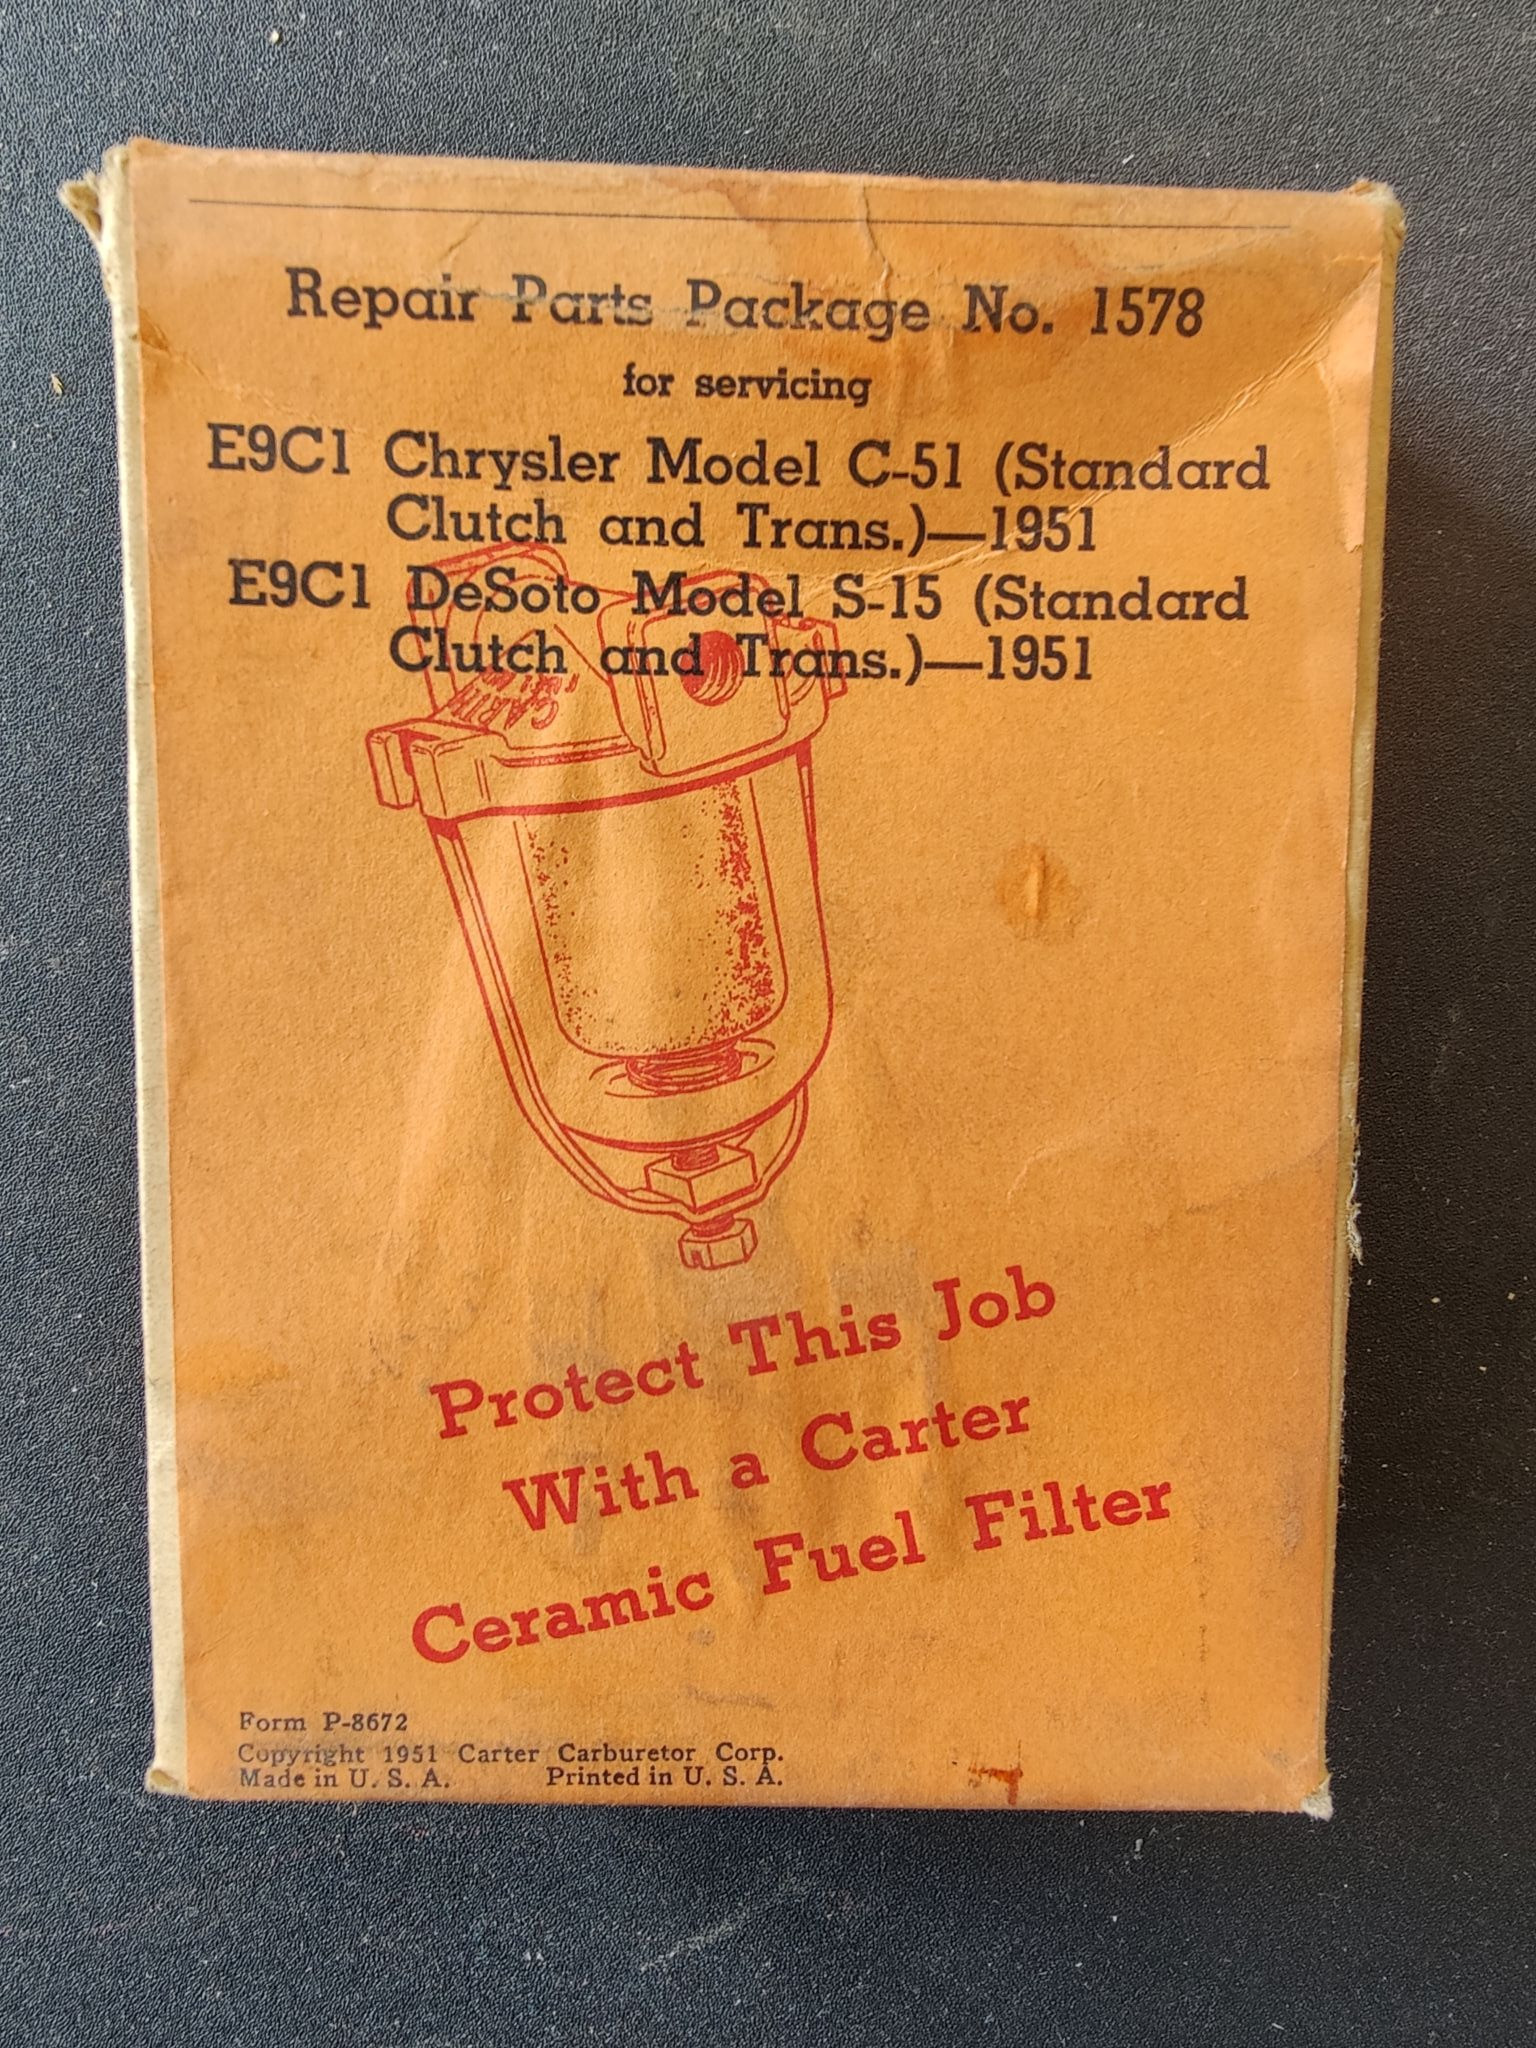 Repair Parts Package No. 1578
for servicing
E9C1 Chrysler Model C-51 (Standard
Clutch and Trans.)—1951
E9C1 DeSoto Model S-15 (Standard
Clutch and Trans.)—1951
Protect This Job
With a Carter
Ceramic Fuel Filter
Form P-8672
Copyright 1951 Carter Carburetor Corp.
Made in U. S. A. Printed in U. S. A.